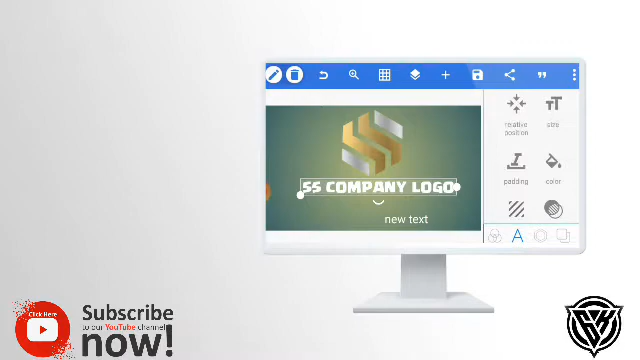 relative
position
size
SS COMPANY LOGO
padding
color
new text
A
Click Here
Subscribe
to our YouTube channel
now!